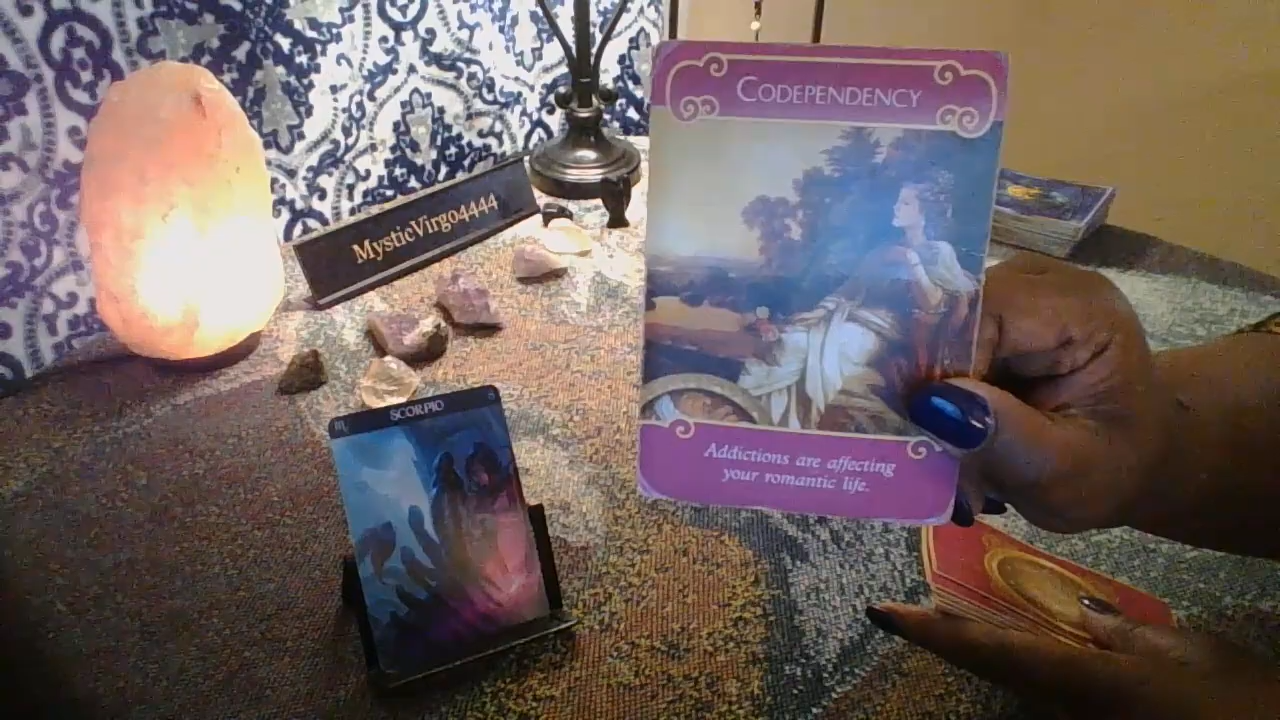 MysticVirgo4444
CODEPENDENCY
Addictions are affecting
your romantic life.
SCORPIO